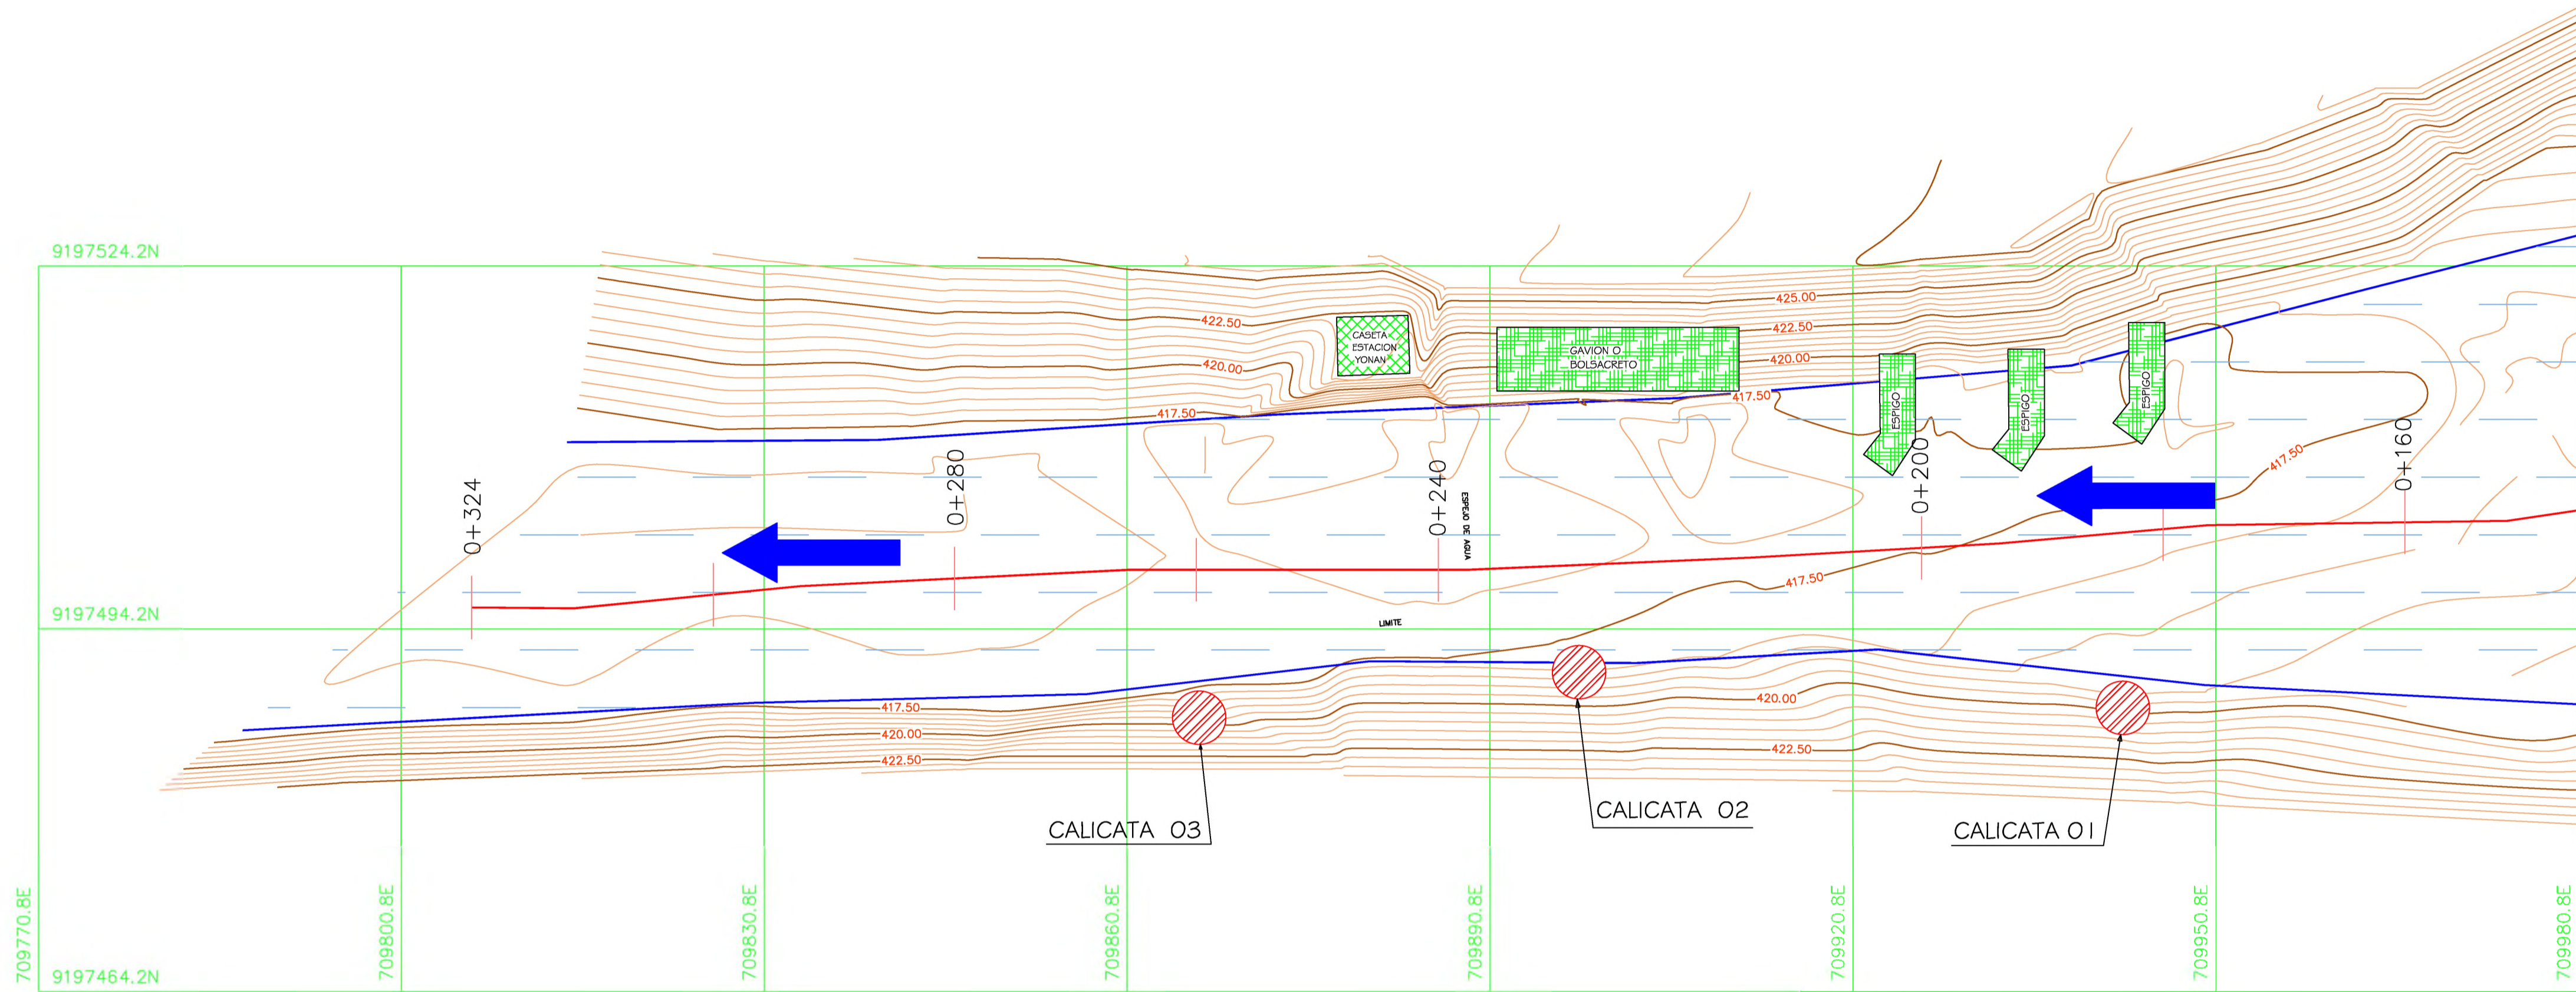 9197524.2N
425.00
422.50
422.50
CASETA
ESTACION
YONAN
GAVION O
BOLSACRETO
420.00
420.00
417.50
417.50
ESPIGO
ESPIGO
ESPIGO
0+324
0+280
0+240
ESPEJO DE AGUA
0+200
417.50
0+160
417.50
9197494.2N
LIMITE
417.50
420.00
422.50
420.00
422.50
CALICATA 03
CALICATA 02
CALICATA 01
709770.8E
709800.8E
709830.8E
709860.8E
709890.8E
709920.8E
709950.8E
709980.8E
9197464.2N